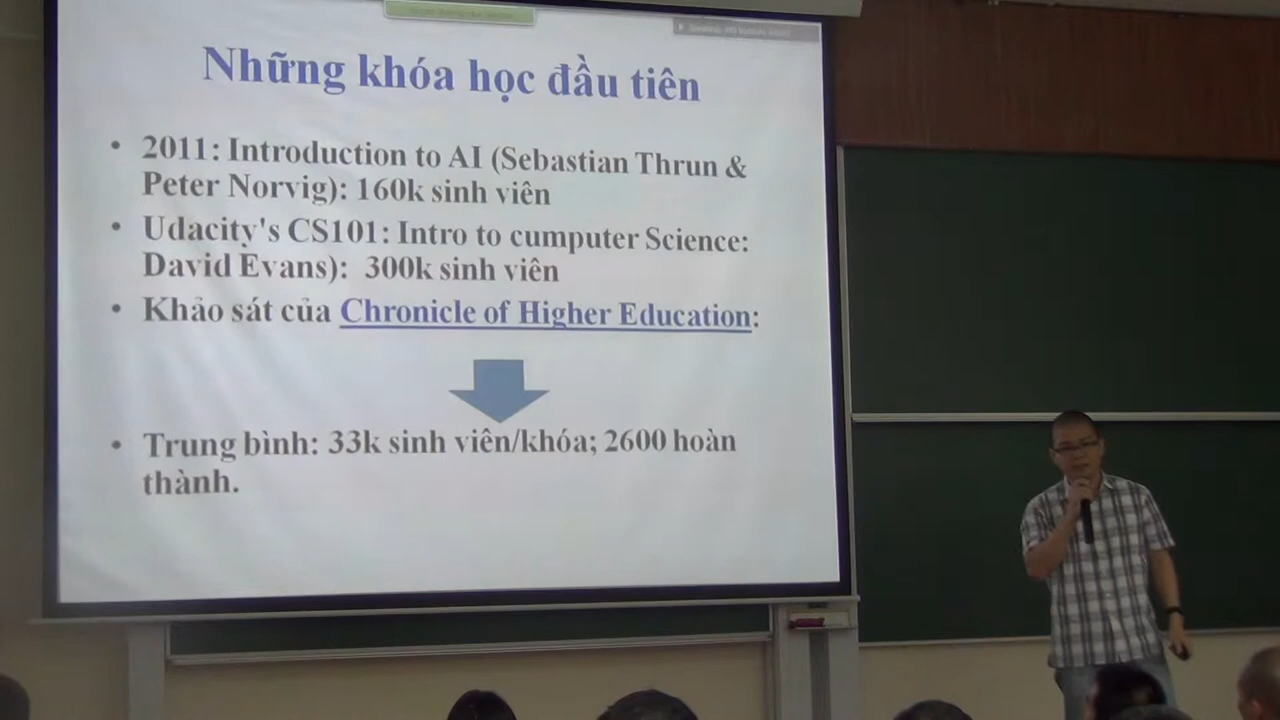 Những khóa học đầu tiên
• 2011: Introduction to AI (Sebastian Thrun &
Peter Norvig): 160k sinh viên
• Udacity's CS101: Intro to cumputer Science:
David Evans): 300k sinh viên
• Khảo sát của Chronicle of Higher Education:
• Trung bình: 33k sinh viên/khóa; 2600 hoàn
thành.